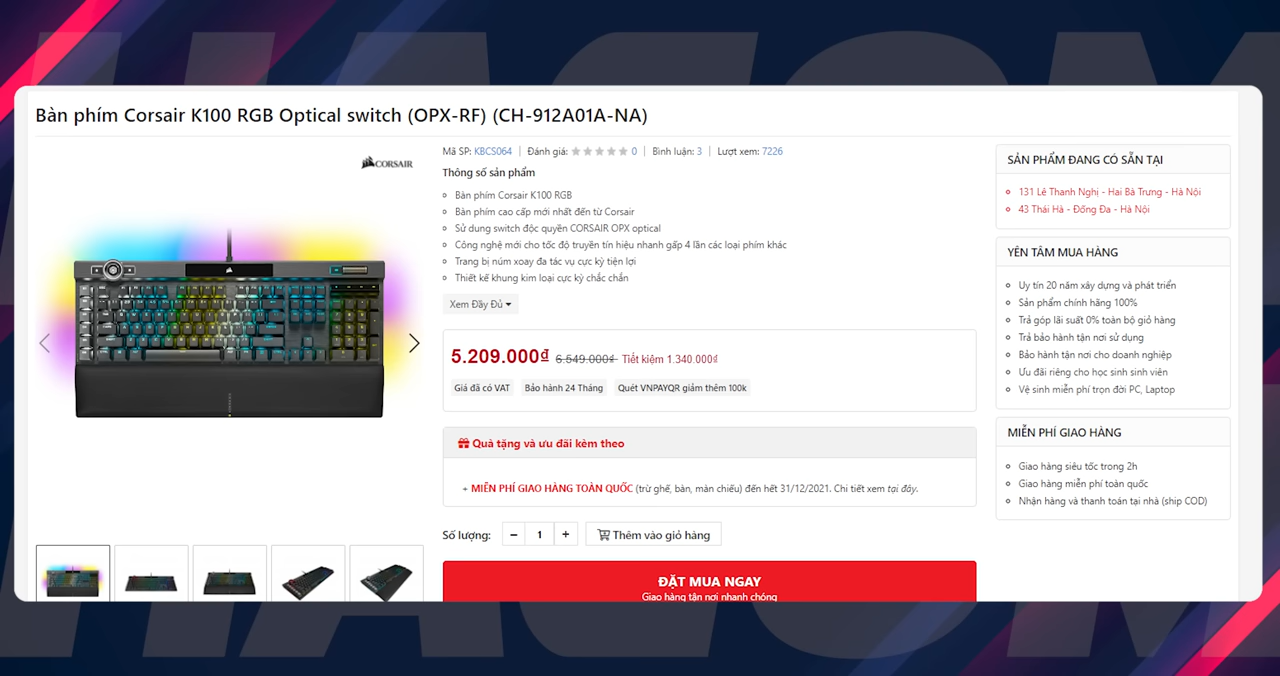 HACOM
Bàn phím Corsair K100 RGB Optical switch (OPX-RF) (CH-912A01A-NA)
CORSAIR
Mã SP: KBCS064 | Đánh giá: 0 | Bình luận: 3 | Lượt xem: 7226
Thông số sản phẩm
Bàn phím Corsair K100 RGB
Bàn phím cao cấp mới nhất đến từ Corsair
Sử dung switch độc quyền CORSAIR OPX optical
Công nghệ mới cho tốc độ truyền tín hiệu nhanh gấp 4 lần các loại phím khác
Trang bị núm xoay đa tác vụ cực kỳ tiện lợi
Thiết kế khung kim loại cực kỳ chắc chắn
Xem Đầy Đủ
5.209.000₫ 6.549.000₫ Tiết kiệm 1.340.000₫
Giá đã có VAT Bảo hành 24 Tháng Quét VNPAYQR giảm thêm 100k
Quà tặng và ưu đãi kèm theo
+ MIỄN PHÍ GIAO HÀNG TOÀN QUỐC (trừ ghế, bàn, màn chiếu) đến hết 31/12/2021. Chi tiết xem tại đây.
Số lượng: − 1 + Thêm vào giỏ hàng
ĐẶT MUA NGAY
Giao hàng tận nơi nhanh chóng
SẢN PHẨM ĐANG CÓ SẴN TẠI
131 Lê Thanh Nghị - Hai Bà Trưng - Hà Nội
43 Thái Hà - Đống Đa - Hà Nội
YÊN TÂM MUA HÀNG
Uy tín 20 năm xây dựng và phát triển
Sản phẩm chính hãng 100%
Trả góp lãi suất 0% toàn bộ giỏ hàng
Trả bảo hành tận nơi sử dụng
Bảo hành tận nơi cho doanh nghiệp
Ưu đãi riêng cho học sinh sinh viên
Vệ sinh miễn phí trọn đời PC, Laptop
MIỄN PHÍ GIAO HÀNG
Giao hàng siêu tốc trong 2h
Giao hàng miễn phí toàn quốc
Nhận hàng và thanh toán tại nhà (ship COD)
HACOM